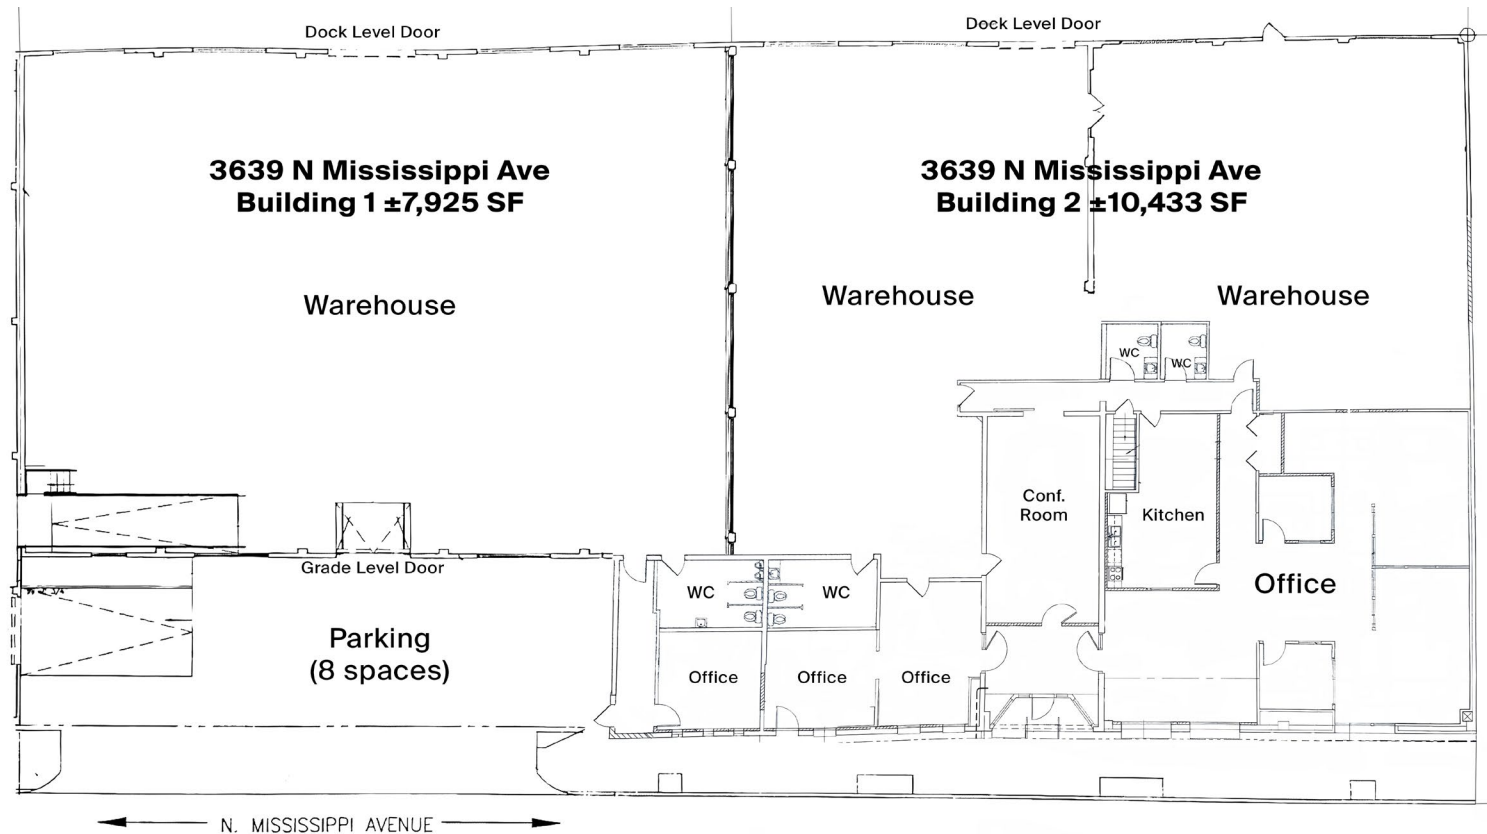 Dock Level Door
Dock Level Door
3639 N Mississippi Ave
Building 1 ±7,925 SF
3639 N Mississippi Ave
Building 2 ±10,433 SF
Warehouse
Warehouse
Warehouse
WC
WC
Conf.
Room
Kitchen
Grade Level Door
Office
WC
WC
Parking
(8 spaces)
Office
Office
Office
N. MISSISSIPPI AVENUE